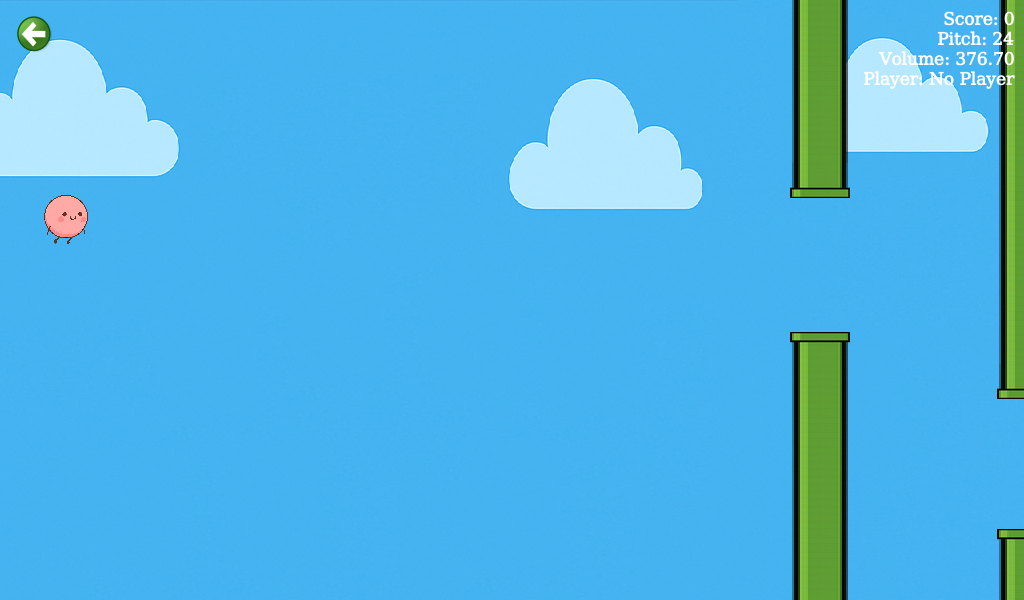 Score: 0
Pitch: 24
Volume: 376.70
Player: No Player